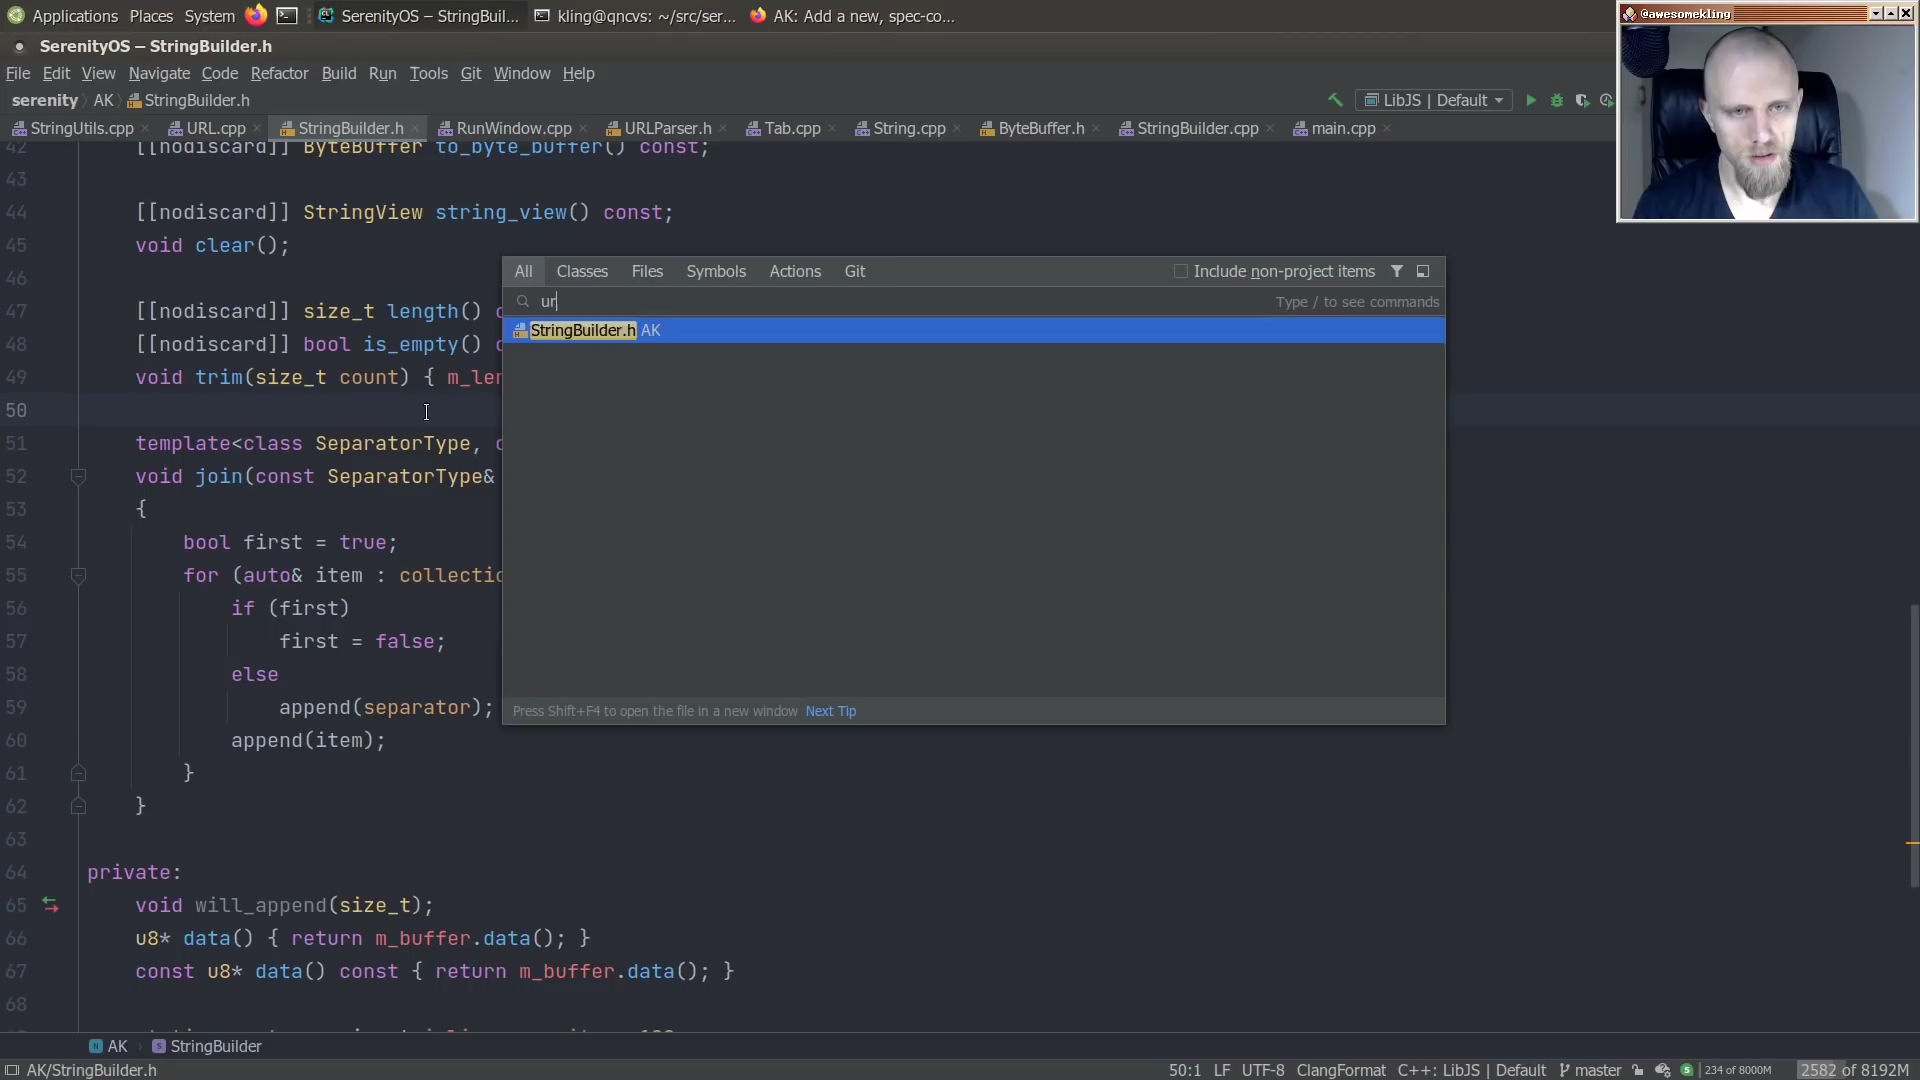 Applications Places System SerenityOS – StringBuil... kling@qncvs: ~/src/ser... AK: Add a new, spec-co...
@awesomekling
SerenityOS – StringBuilder.h
File Edit View Navigate Code Refactor Build Run Tools Git Window Help
serenity AK StringBuilder.h LibJS | Default
StringUtils.cpp URL.cpp StringBuilder.h RunWindow.cpp URLParser.h Tab.cpp String.cpp ByteBuffer.h StringBuilder.cpp main.cpp
42 [[nodiscard]] ByteBuffer to_byte_buffer() const;
43
44 [[nodiscard]] StringView string_view() const;
45 void clear();
46
All Classes Files Symbols Actions Git Include non-project items
ur Type / to see commands
StringBuilder.h AK
Press Shift+F4 to open the file in a new window Next Tip
47 [[nodiscard]] size_t length()
48 [[nodiscard]] bool is_empty()
49 void trim(size_t count) { m_len
50
51 template<class SeparatorType,
52 void join(const SeparatorType&
53 {
54 bool first = true;
55 for (auto& item : collectio
56 if (first)
57 first = false;
58 else
59 append(separator);
60 append(item);
61 }
62 }
63
64 private:
65 void will_append(size_t);
66 u8* data() { return m_buffer.data(); }
67 const u8* data() const { return m_buffer.data(); }
68
AK StringBuilder
AK/StringBuilder.h 50:1 LF UTF-8 ClangFormat C++: LibJS | Default master 234 of 8000M 2582 of 8192M